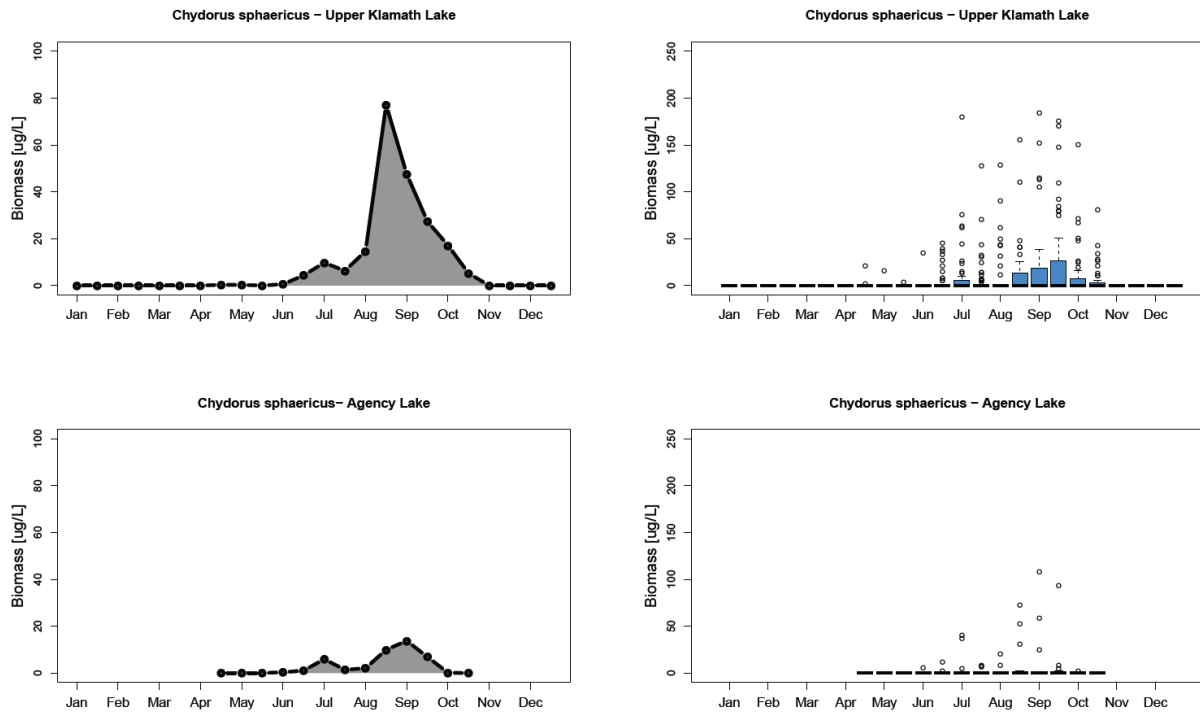 Chydorus sphaericus – Upper Klamath Lake
Biomass [ug/L]
100
80
60
40
20
0
Jan Feb Mar Apr May Jun Jul Aug Sep Oct Nov Dec
Chydorus sphaericus – Upper Klamath Lake
Biomass [ug/L]
250
200
150
100
50
0
Jan Feb Mar Apr May Jun Jul Aug Sep Oct Nov Dec
Chydorus sphaericus– Agency Lake
Biomass [ug/L]
100
80
60
40
20
0
Jan Feb Mar Apr May Jun Jul Aug Sep Oct Nov Dec
Chydorus sphaericus – Agency Lake
Biomass [ug/L]
250
200
150
100
50
0
Jan Feb Mar Apr May Jun Jul Aug Sep Oct Nov Dec